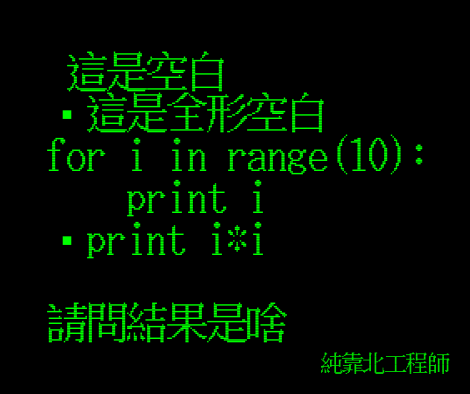 這是空白
▪這是全形空白
for i in range(10):
    print i
▪print i*i
請問結果是啥
純靠北工程師